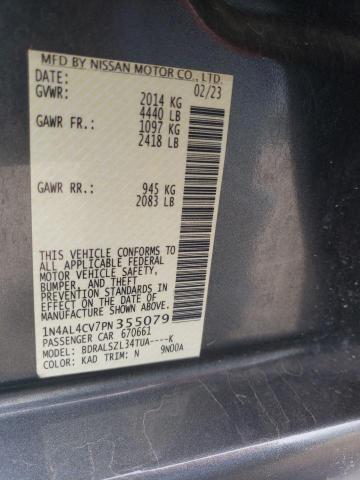 MFD BY NISSAN MOTOR CO., LTD.
DATE: 02/23
GVWR: 2014 KG
4440 LB
GAWR FR.: 1097 KG
2418 LB
GAWR RR.: 945 KG
2083 LB
THIS VEHICLE CONFORMS TO
ALL APPLICABLE FEDERAL
MOTOR VEHICLE SAFETY,
BUMPER, AND THEFT
PREVENTION STANDARDS IN
EFFECT ON THE DATE OF
MANUFACTURE SHOWN ABOVE
1N4AL4CV7PN355079
PASSENGER CAR 670661
MODEL: BDRALSZL34TUA----K
COLOR: KAD TRIM: N 9N00A